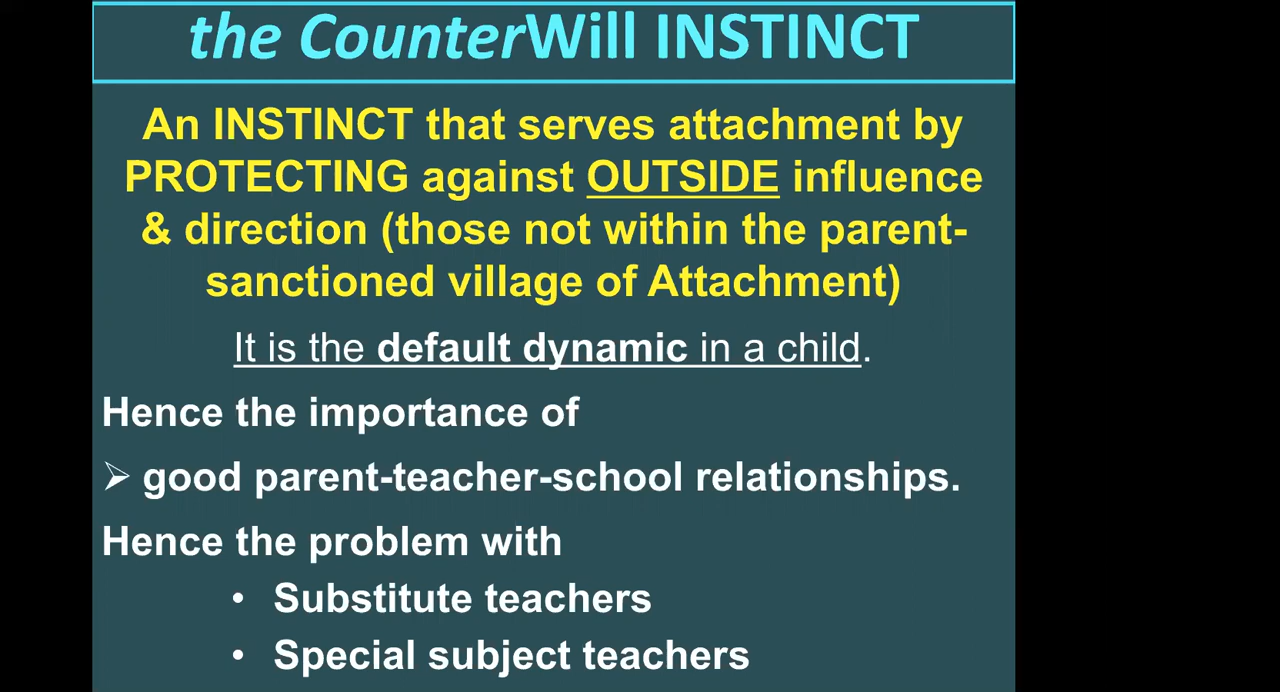 the CounterWill INSTINCT
An INSTINCT that serves attachment by
PROTECTING against OUTSIDE influence
& direction (those not within the parent-
sanctioned village of Attachment)
It is the default dynamic in a child.
Hence the importance of
➢ good parent-teacher-school relationships.
Hence the problem with
• Substitute teachers
• Special subject teachers